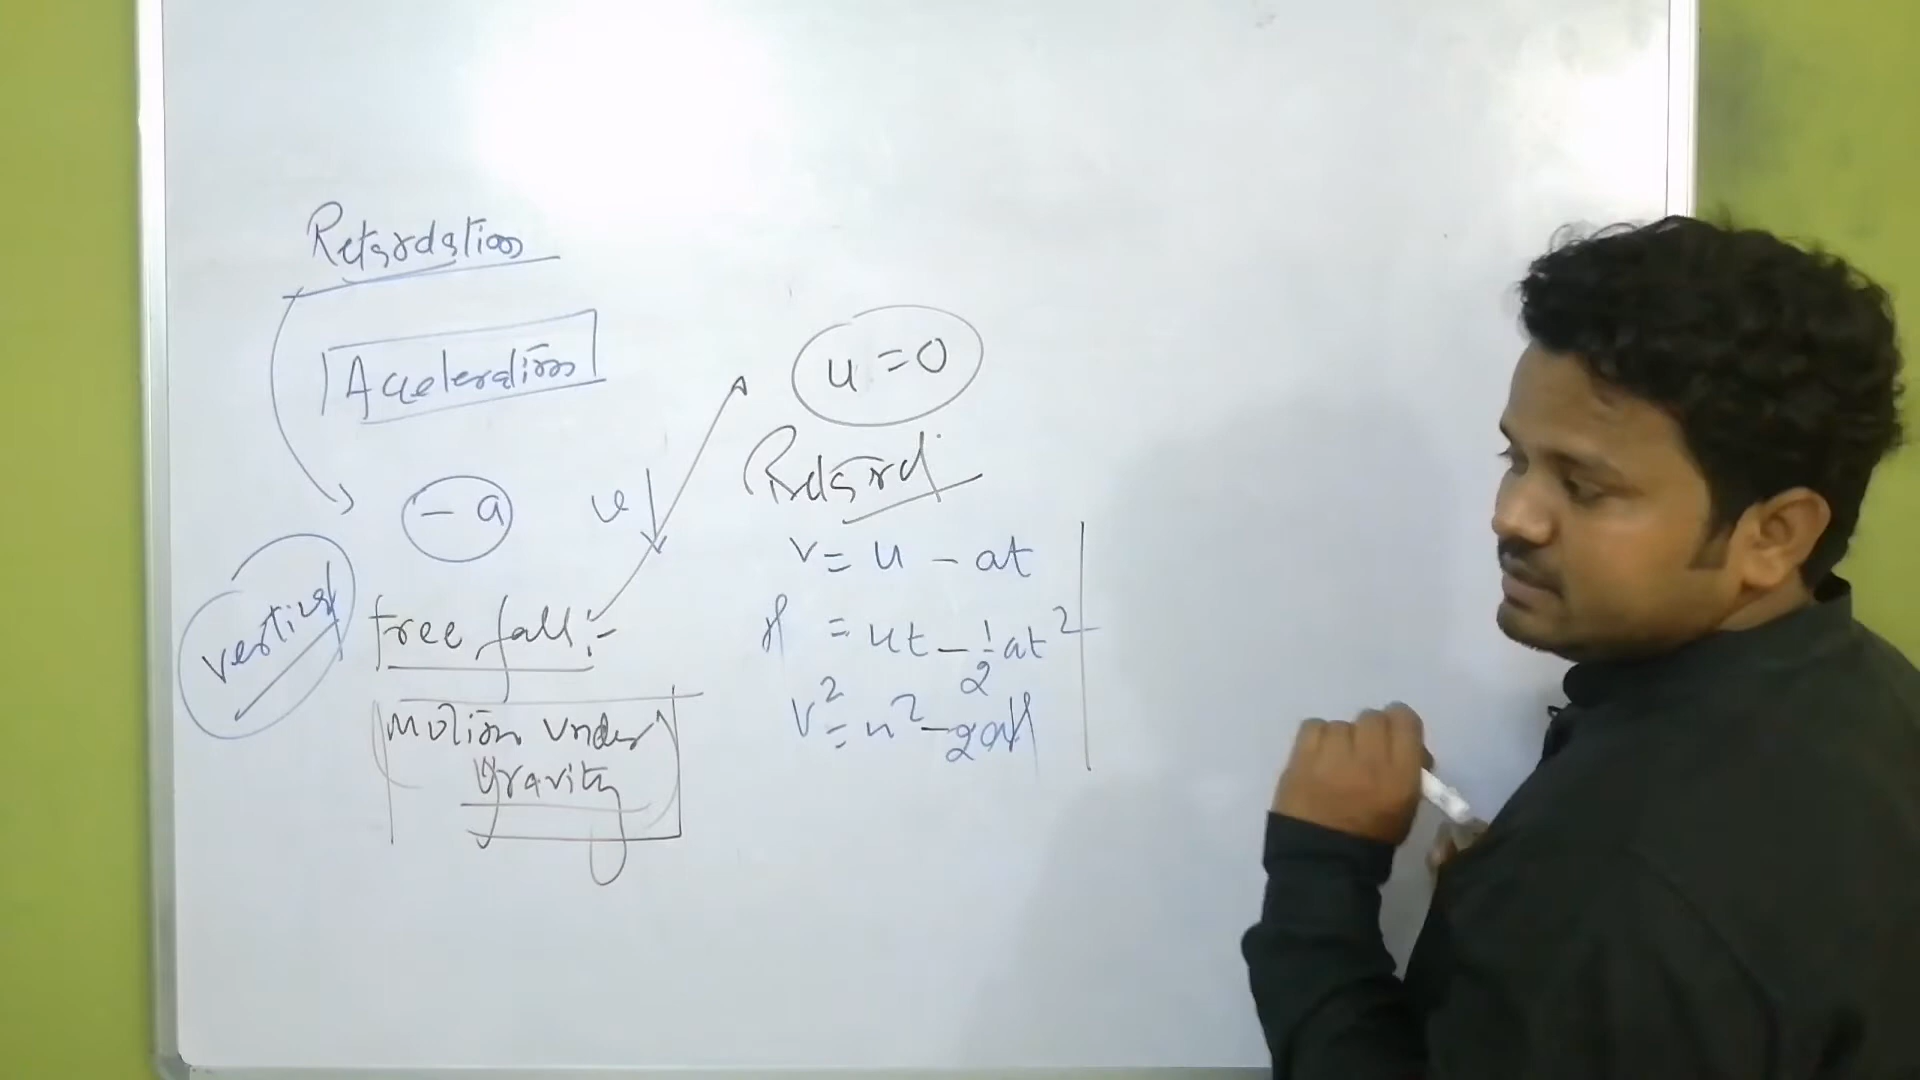 Retardation
Acceleration
- a
vertical
free fall :-
Motion Under
gravity
u = 0
Retard
v = u - at
s = ut - 1/2 at²
v² = u² - 2as